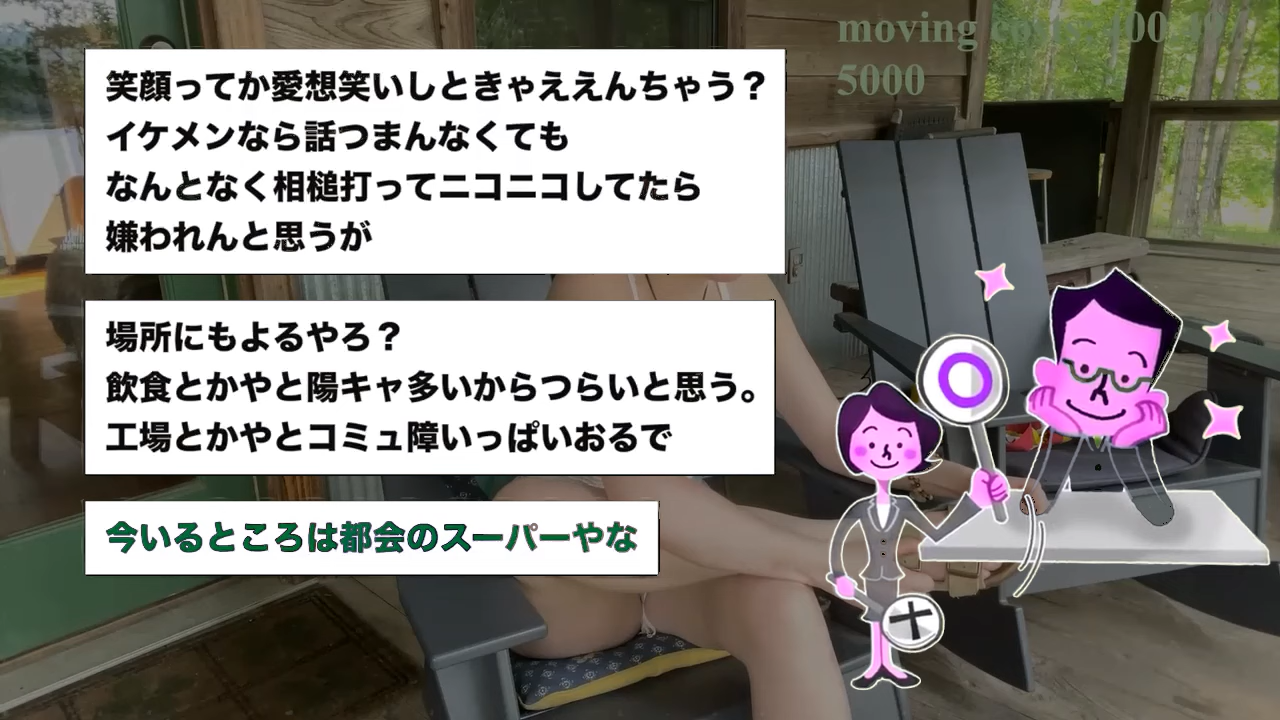 笑顔ってか愛想笑いしときゃええんちゃう？
イケメンなら話つまんなくても
なんとなく相槌打ってニコニコしてたら
嫌われんと思うが
場所にもよるやろ？
飲食とかやと陽キャ多いからつらいと思う。
工場とかやとコミュ障いっぱいおるで
今いるところは都会のスーパーやな
moving
5000